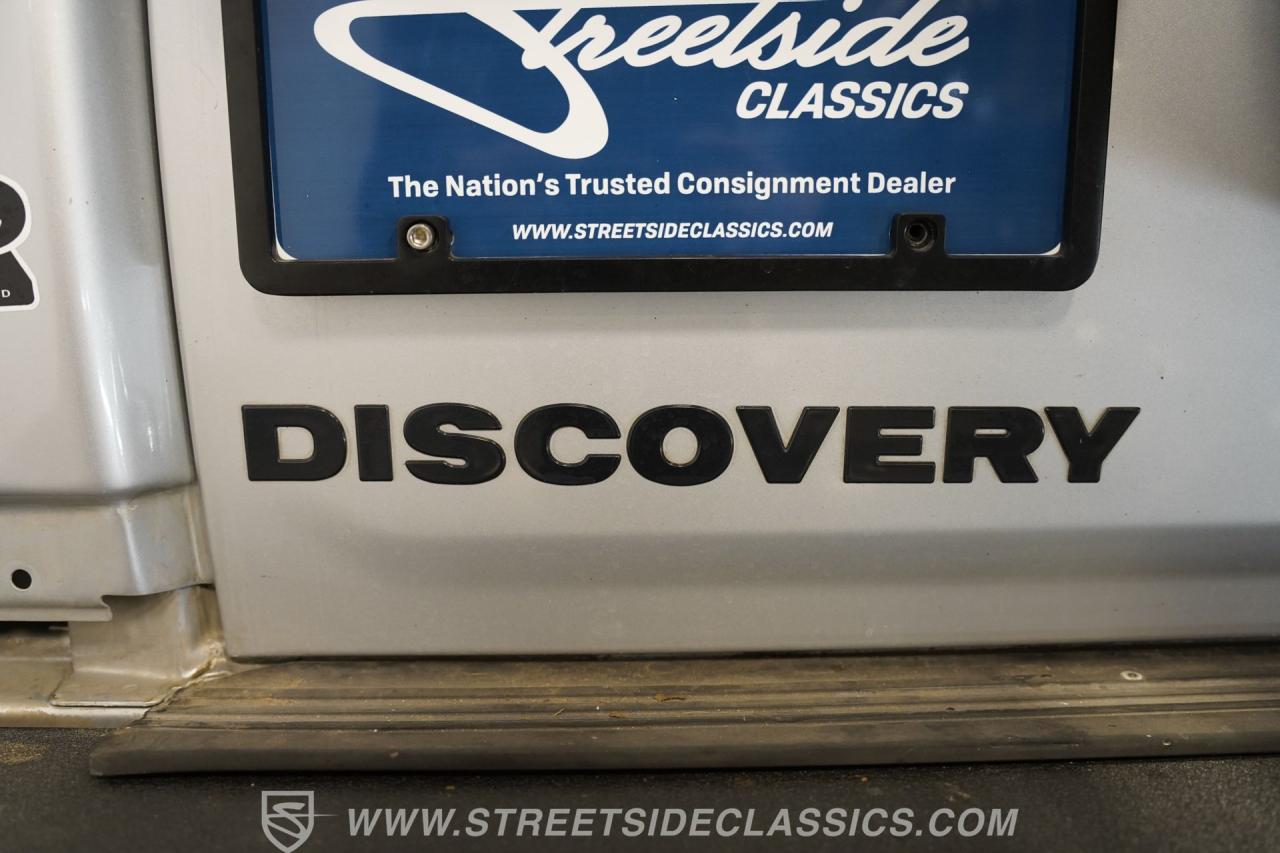 Streetside
CLASSICS
The Nation's Trusted Consignment Dealer
WWW.STREETSIDECLASSICS.COM
D
DISCOVERY
WWW.STREETSIDECLASSICS.COM